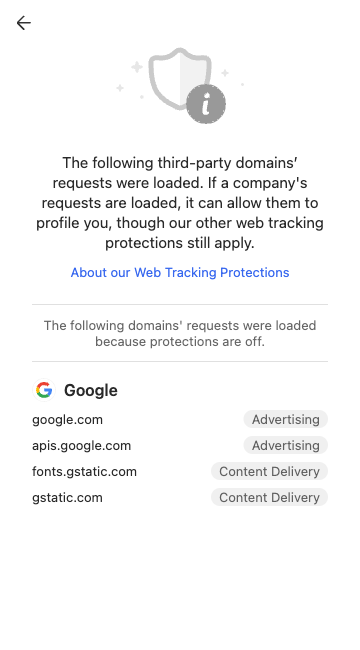 The following third-party domains’
requests were loaded. If a company's
requests are loaded, it can allow them to
profile you, though our other web tracking
protections still apply.
About our Web Tracking Protections
The following domains' requests were loaded
because protections are off.
Google
google.com Advertising
apis.google.com Advertising
fonts.gstatic.com Content Delivery
gstatic.com Content Delivery